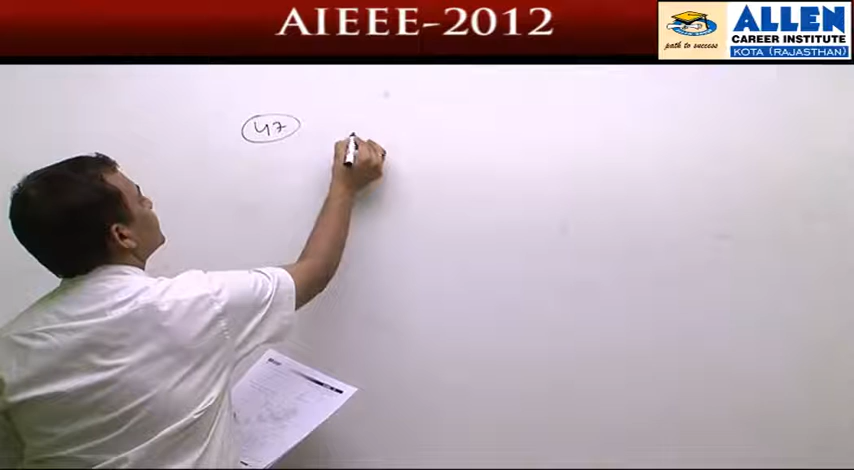 AIEEE-2012
ALLEN
CAREER INSTITUTE
path to success
KOTA (RAJASTHAN)
47